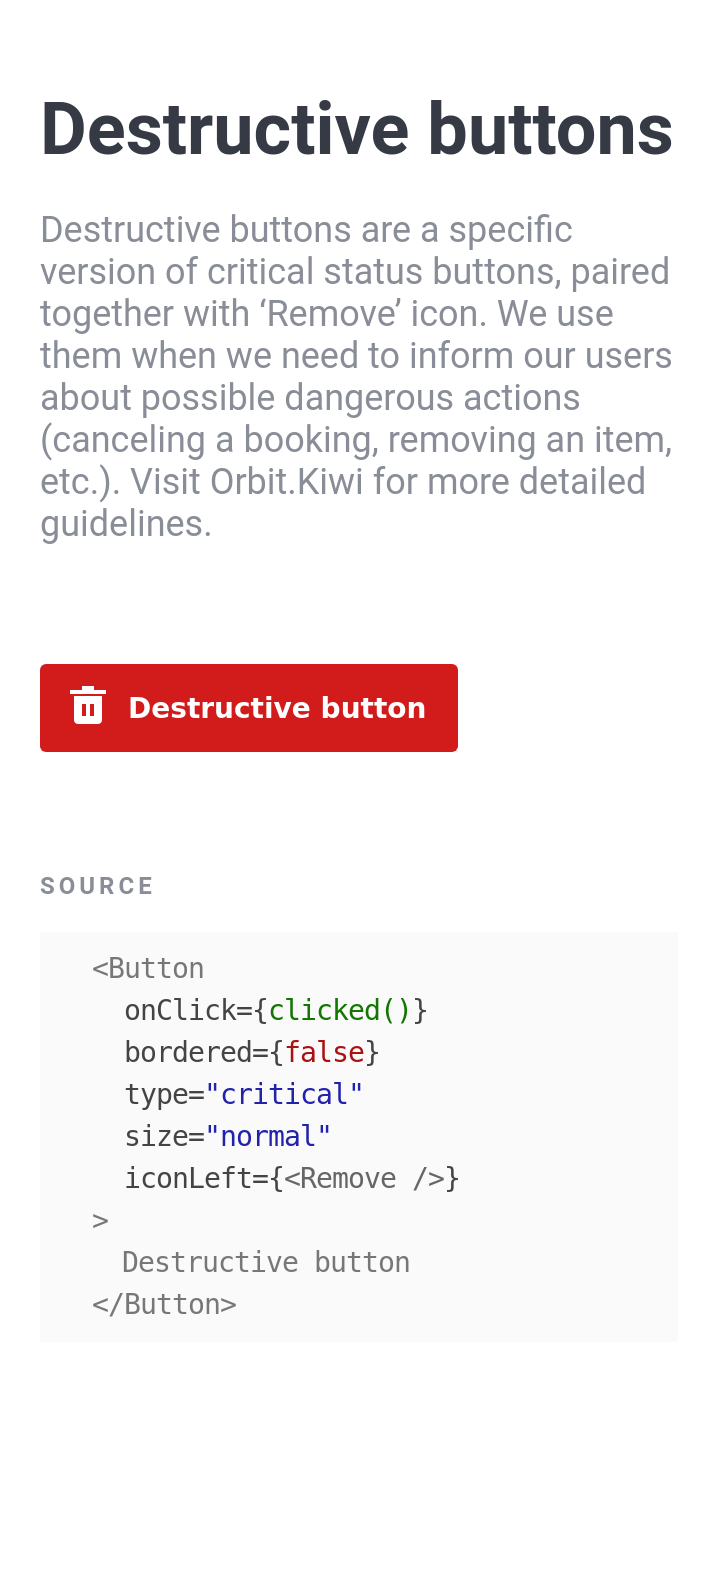 Destructive buttons
Destructive buttons are a specific
version of critical status buttons, paired
together with ‘Remove’ icon. We use
them when we need to inform our users
about possible dangerous actions
(canceling a booking, removing an item,
etc.). Visit Orbit.Kiwi for more detailed
guidelines.
Destructive button
SOURCE
<Button
  onClick={clicked()}
  bordered={false}
  type="critical"
  size="normal"
  iconLeft={<Remove />}
>
  Destructive button
</Button>